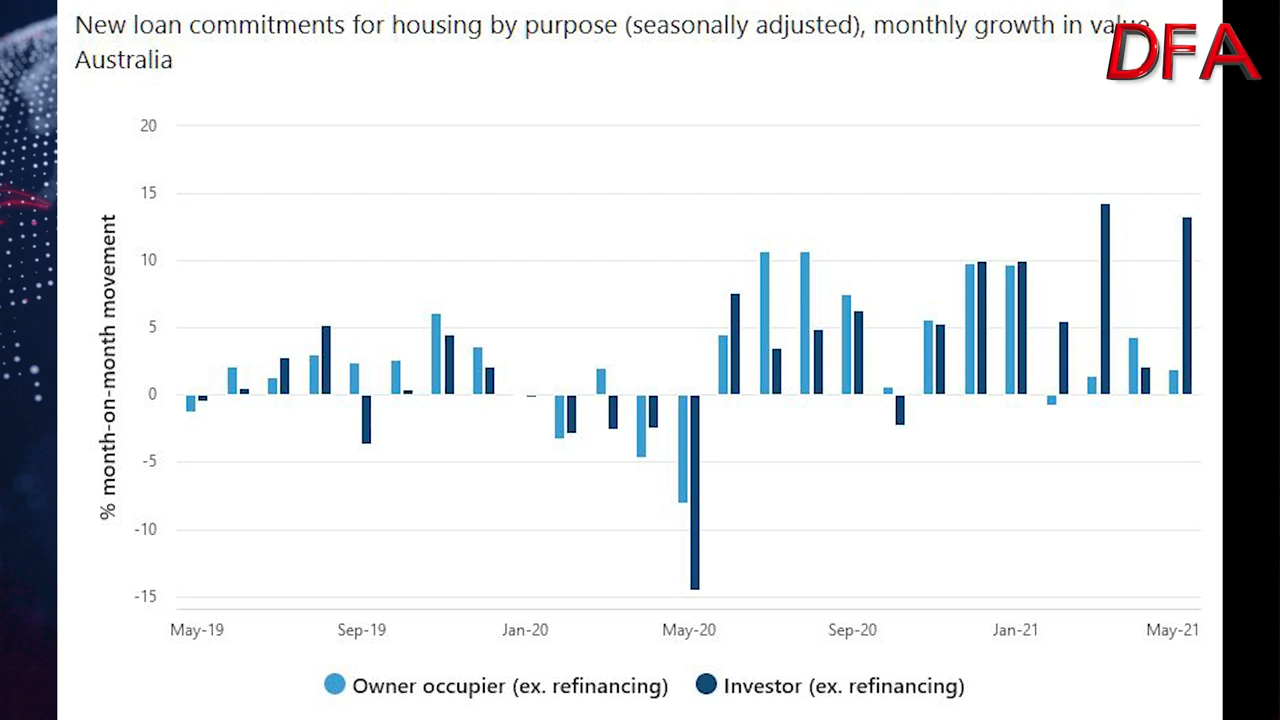 New loan commitments for housing by purpose (seasonally adjusted), monthly growth in value,
Australia
DFA
20
15
10
5
0
-5
-10
-15
% month-on-month movement
May-19 Sep-19 Jan-20 May-20 Sep-20 Jan-21 May-21
Owner occupier (ex. refinancing) Investor (ex. refinancing)